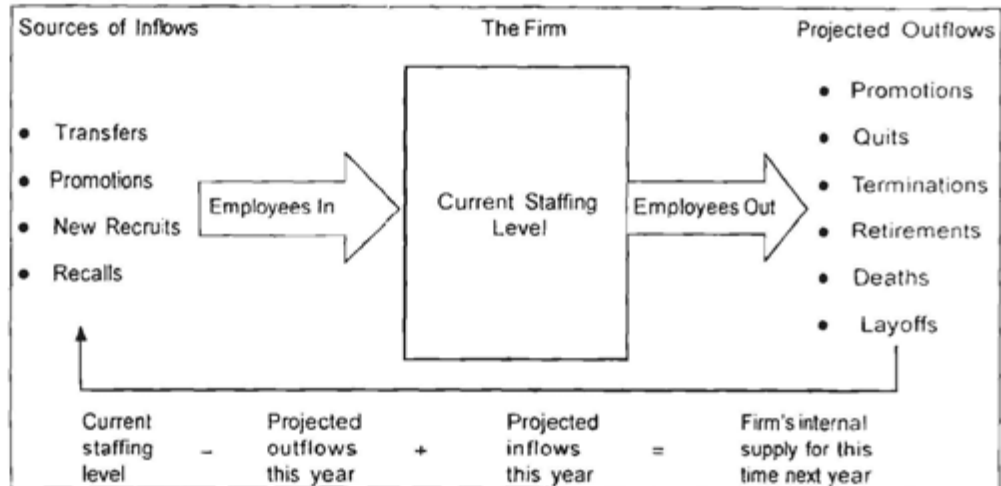 Sources of Inflows
The Firm
Projected Outflows
• Transfers
• Promotions
• New Recruits
• Recalls
Employees In
Current Staffing
Level
Employees Out
• Promotions
• Quits
• Terminations
• Retirements
• Deaths
• Layoffs
Current
staffing
level
–
Projected
outflows
this year
+
Projected
inflows
this year
=
Firm's internal
supply for this
time next year